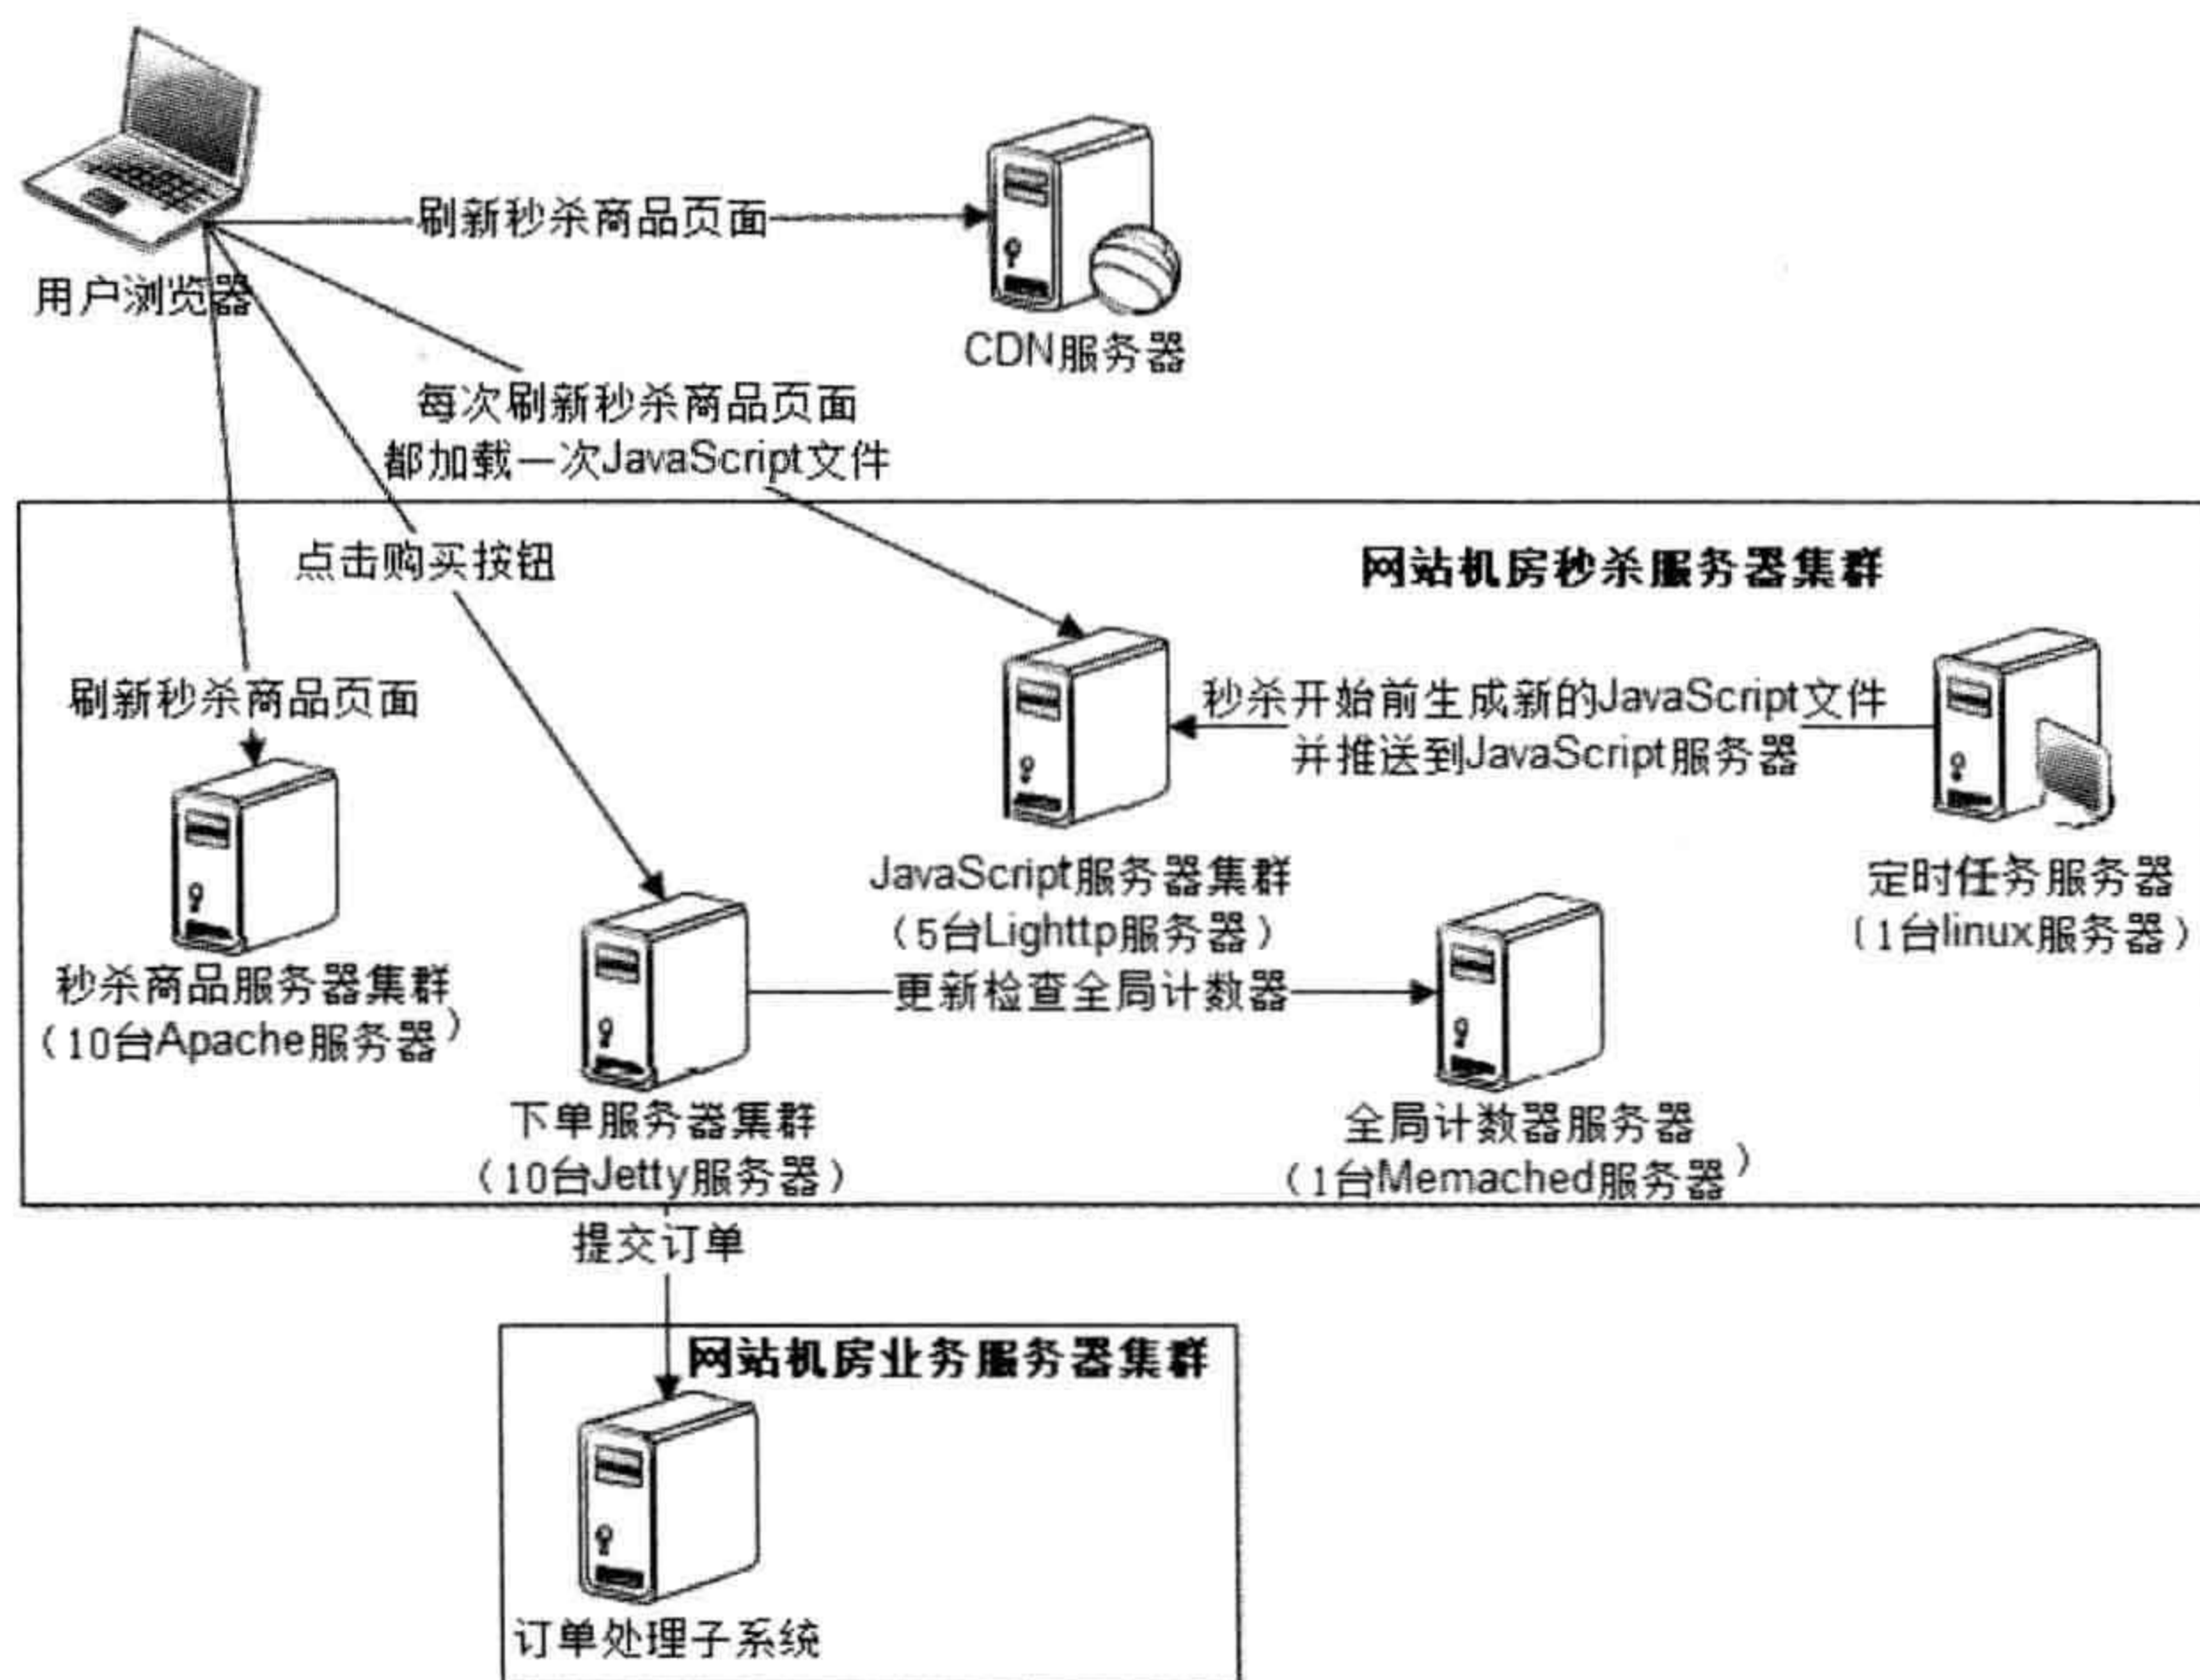 刷新秒杀商品页面
用户浏览器
CDN服务器
每次刷新秒杀商品页面
都加载一次JavaScript文件
点击购买按钮
网站机房秒杀服务器集群
刷新秒杀商品页面
秒杀开始前生成新的JavaScript文件
并推送到JavaScript服务器
JavaScript服务器集群
（5台Lighttp服务器）
定时任务服务器
（1台linux服务器）
秒杀商品服务器集群
（10台Apache服务器）
更新检查全局计数器
下单服务器集群
（10台Jetty服务器）
全局计数器服务器
（1台Memached服务器）
提交订单
网站机房业务服务器集群
订单处理子系统